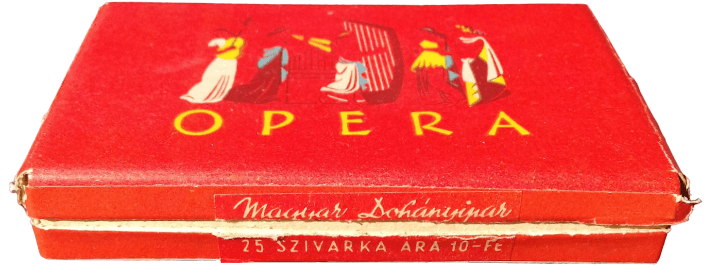 OPERA
Magyar Dohányipar
25 SZIVARKA ÁRA 10-Ft